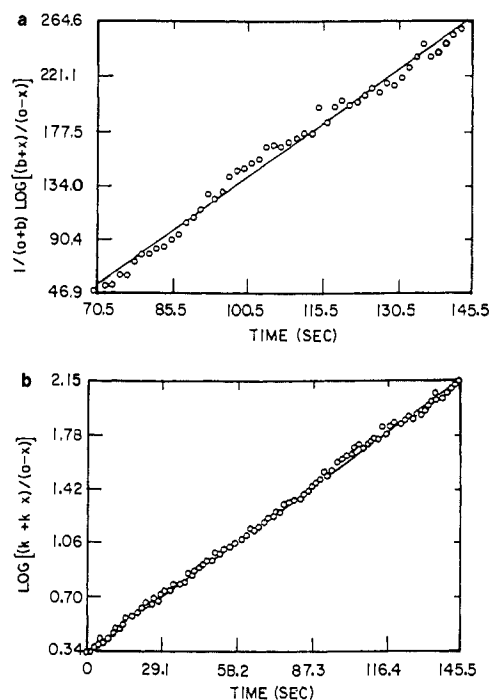 a
264.6
221.1
177.5
134.0
90.4
46.9
1/(a+b) LOG[(b+x)/(a-x)]
70.5 85.5 100.5 115.5 130.5 145.5
TIME (SEC)
b
2.15
1.78
1.42
1.06
0.70
0.34
LOG[(k +k x)/(a-x)]
0 29.1 58.2 87.3 116.4 145.5
TIME (SEC)